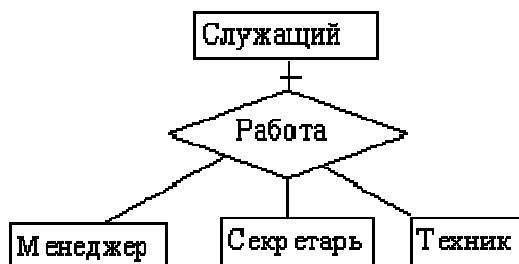 Служащий
Работа
Менеджер
Секретарь
Техник